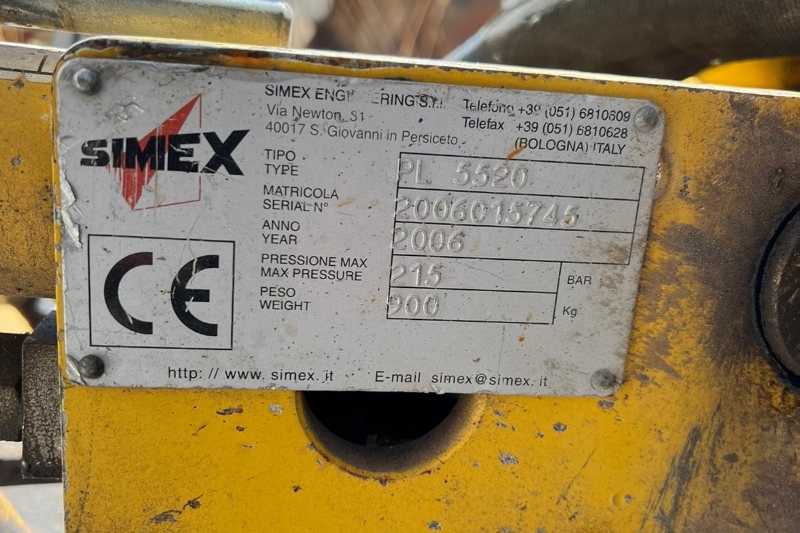 SIMEX
SIMEX ENGINEERING S.r.l. Telefono +39 (051) 6810609
Via Newton, 31 Telefax +39 (051) 6810628
40017 S. Giovanni in Persiceto (BOLOGNA) ITALY
TIPO
TYPE PL 5520
MATRICOLA
SERIAL N° 2006015745
ANNO
YEAR 2006
PRESSIONE MAX
MAX PRESSURE 215 BAR
PESO
WEIGHT 900 Kg
CE
http://www.simex.it E-mail simex@simex.it